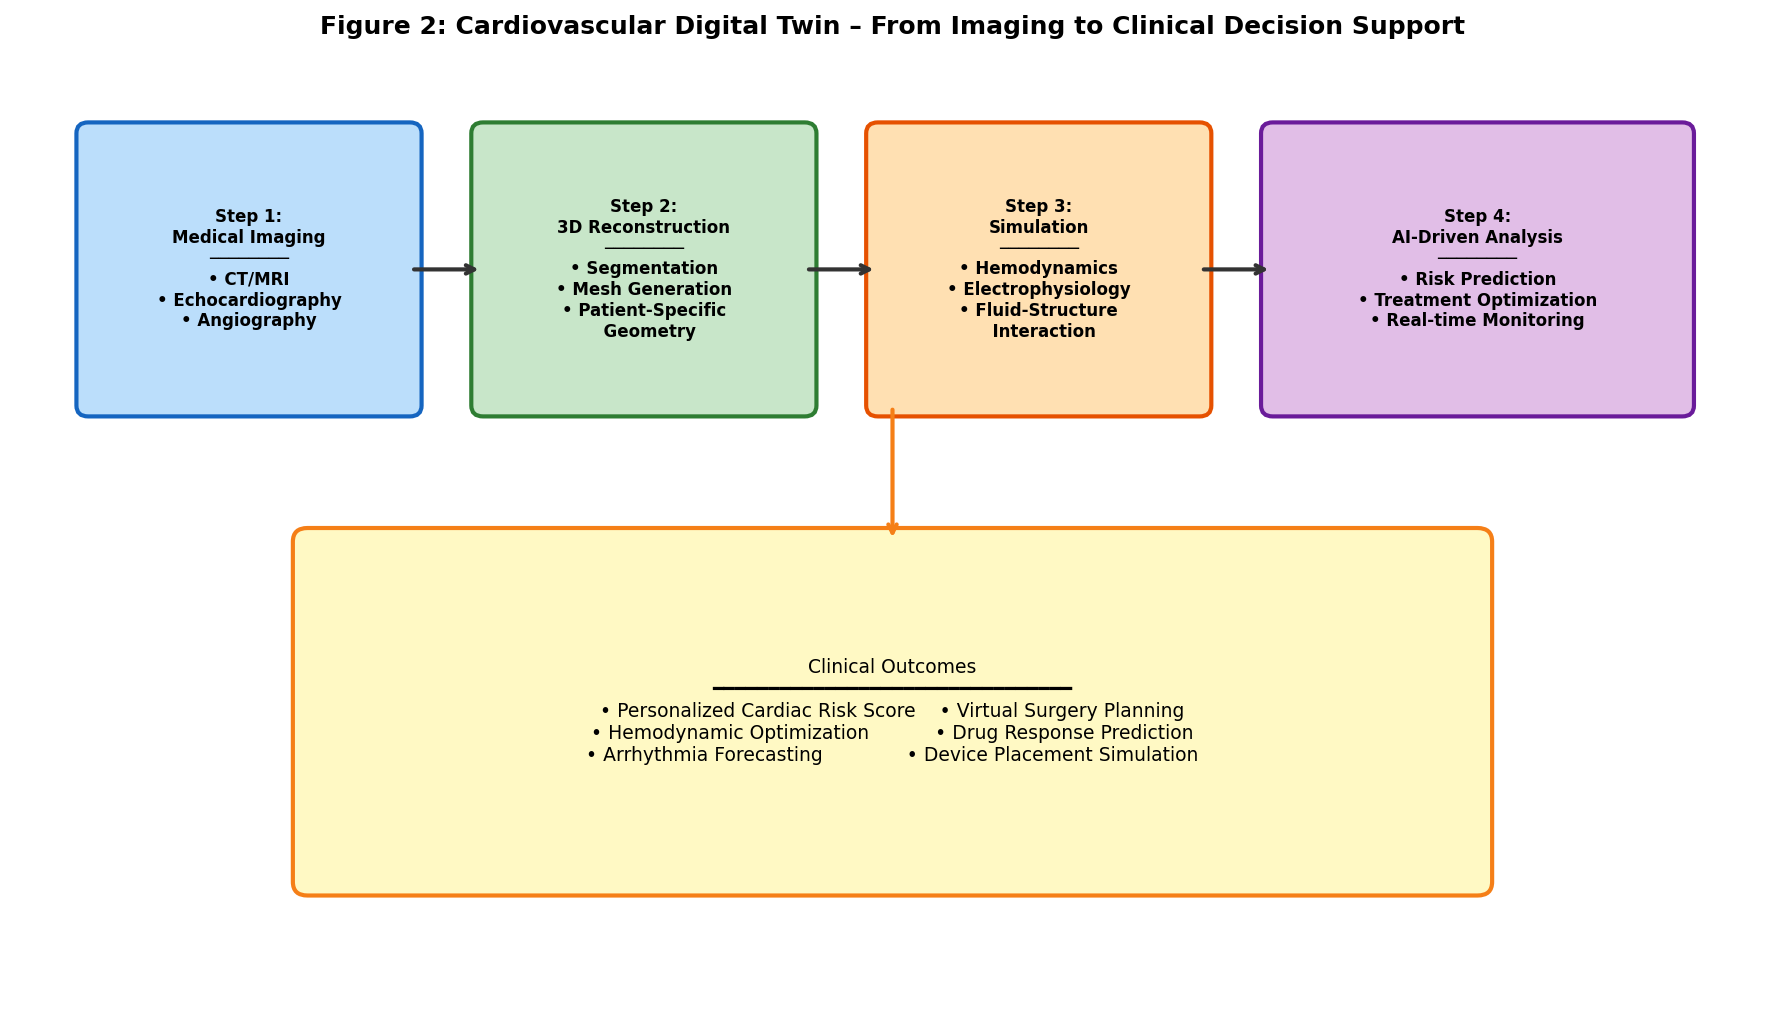 Figure 2: Cardiovascular Digital Twin – From Imaging to Clinical Decision Support
Step 1:
Medical Imaging
• CT/MRI
• Echocardiography
• Angiography
Step 2:
3D Reconstruction
• Segmentation
• Mesh Generation
• Patient-Specific
Geometry
Step 3:
Simulation
• Hemodynamics
• Electrophysiology
• Fluid-Structure
Interaction
Step 4:
AI-Driven Analysis
• Risk Prediction
• Treatment Optimization
• Real-time Monitoring
Clinical Outcomes
• Personalized Cardiac Risk Score • Virtual Surgery Planning
• Hemodynamic Optimization • Drug Response Prediction
• Arrhythmia Forecasting • Device Placement Simulation